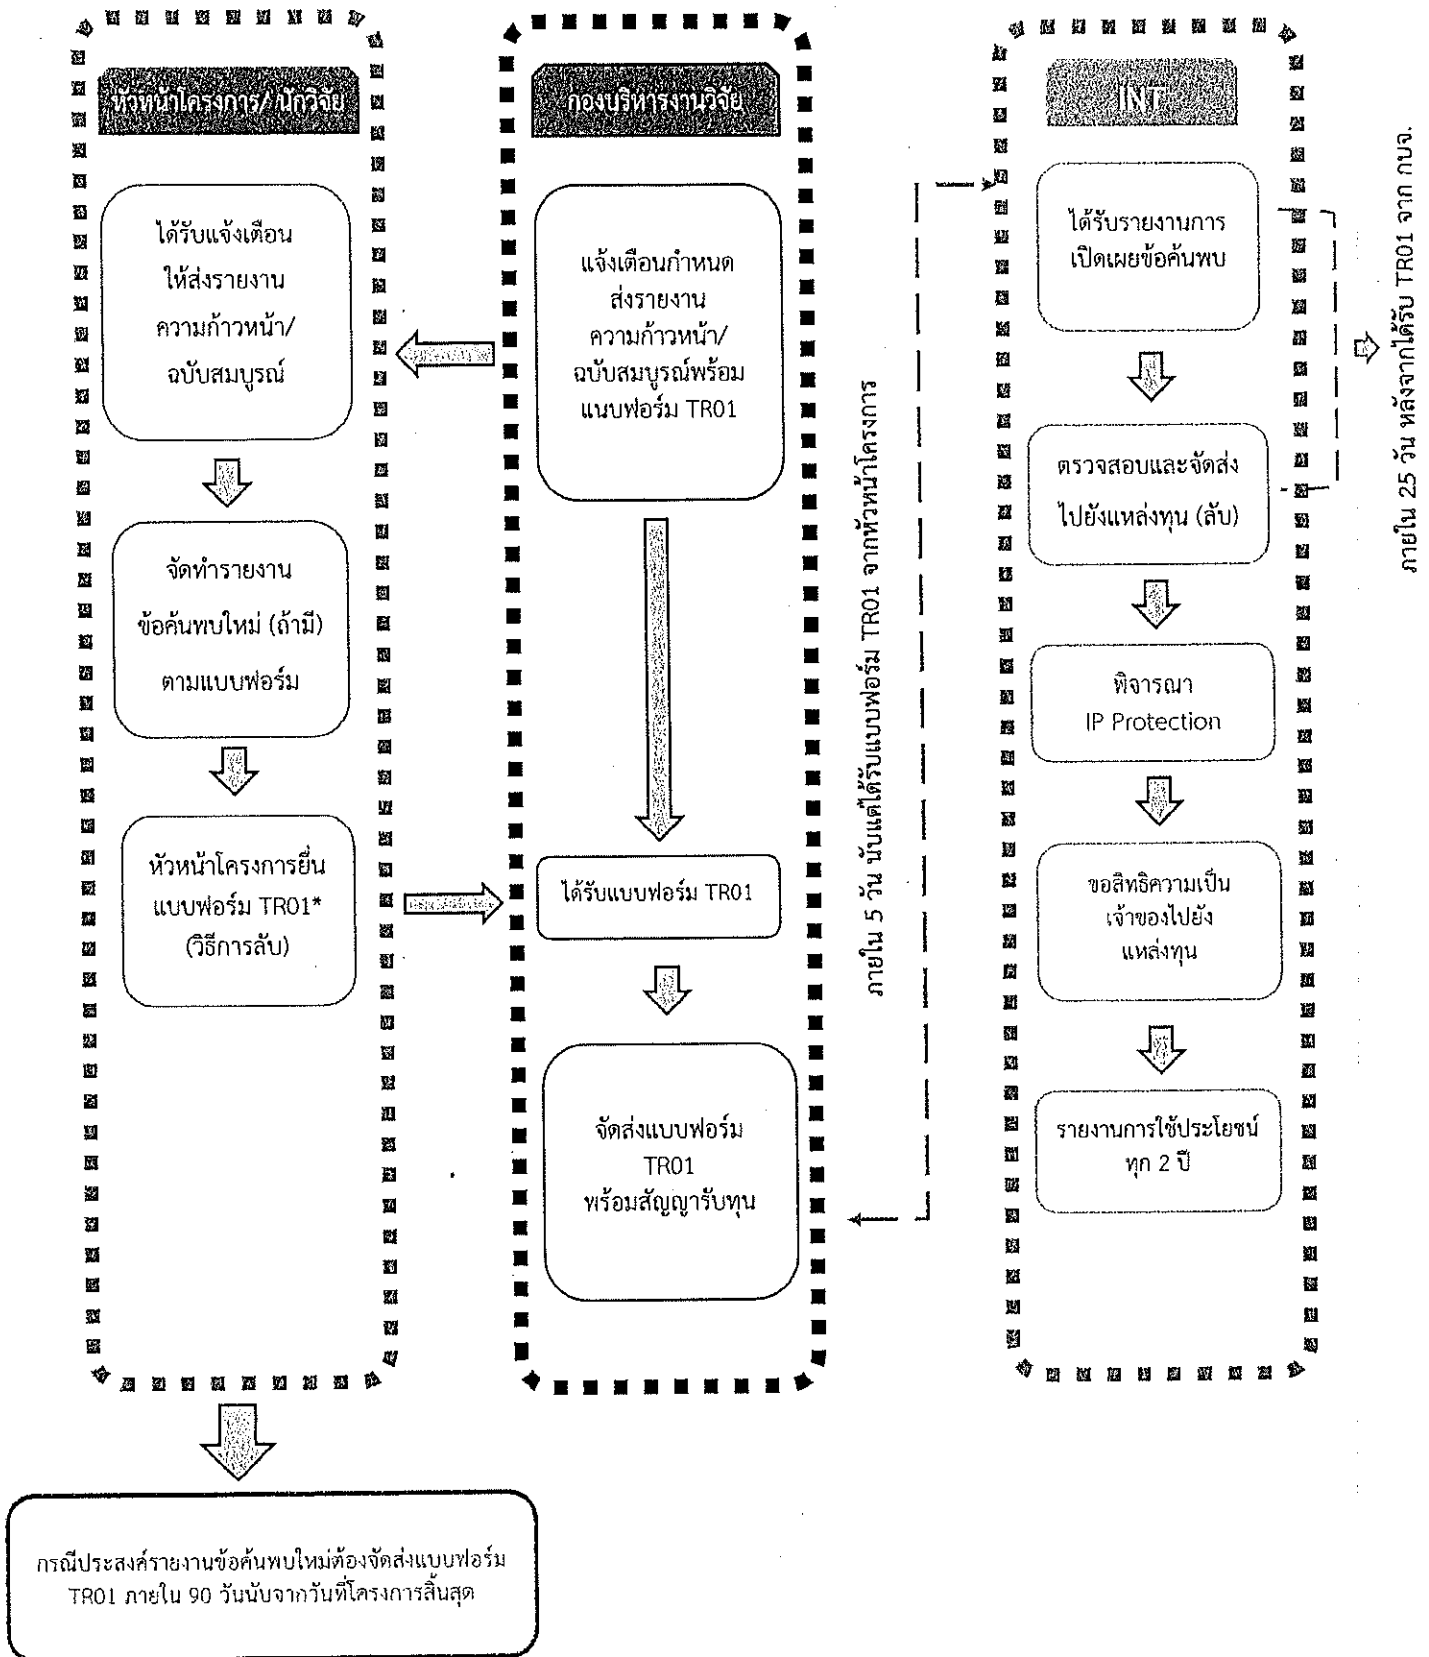 หัวหน้าโครงการ/ นักวิจัย
ได้รับแจ้งเตือน
ให้ส่งรายงาน
ความก้าวหน้า/
ฉบับสมบูรณ์
จัดทำรายงาน
ข้อค้นพบใหม่ (ถ้ามี)
ตามแบบฟอร์ม
หัวหน้าโครงการยื่น
แบบฟอร์ม TR01*
(วิธีการลับ)
กรณีประสงค์รายงานข้อค้นพบใหม่ต้องจัดส่งแบบฟอร์ม
TR01 ภายใน 90 วันนับจากวันที่โครงการสิ้นสุด
กองบริหารงานวิจัย
แจ้งเตือนกำหนด
ส่งรายงาน
ความก้าวหน้า/
ฉบับสมบูรณ์พร้อม
แนบฟอร์ม TR01
ได้รับแบบฟอร์ม TR01
จัดส่งแบบฟอร์ม
TR01
พร้อมสัญญารับทุน
ภายใน 5 วัน นับแต่ได้รับแบบฟอร์ม TR01 จากหัวหน้าโครงการ
INT
ได้รับรายงานการ
เปิดเผยข้อค้นพบ
ตรวจสอบและจัดส่ง
ไปยังแหล่งทุน (ลับ)
พิจารณา
IP Protection
ขอสิทธิความเป็น
เจ้าของไปยัง
แหล่งทุน
รายงานการใช้ประโยชน์
ทุก 2 ปี
ภายใน 25 วัน หลังจากได้รับ TR01 จาก กบจ.